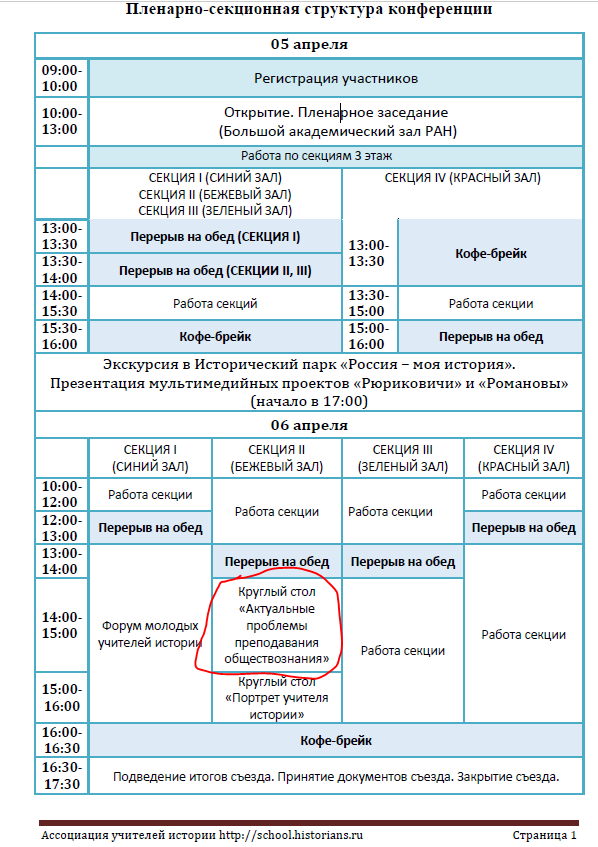 Пленарно-секционная структура конференции
05 апреля
09:00-
10:00
Регистрация участников
10:00-
13:00
Открытие. Пленарное заседание
(Большой академический зал РАН)
Работа по секциям 3 этаж
СЕКЦИЯ I (СИНИЙ ЗАЛ)
СЕКЦИЯ II (БЕЖЕВЫЙ ЗАЛ)
СЕКЦИЯ III (ЗЕЛЕНЫЙ ЗАЛ)
СЕКЦИЯ IV (КРАСНЫЙ ЗАЛ)
13:00-
13:30
Перерыв на обед (СЕКЦИЯ I)
13:00-
13:30
Кофе-брейк
13:30-
14:00
Перерыв на обед (СЕКЦИИ II, III)
14:00-
15:30
Работа секций
13:30-
15:00
Работа секции
15:30-
16:00
Кофе-брейк
15:00-
16:00
Перерыв на обед
Экскурсия в Исторический парк «Россия – моя история».
Презентация мультимедийных проектов «Рюриковичи» и «Романовы»
(начало в 17:00)
06 апреля
СЕКЦИЯ I
(СИНИЙ ЗАЛ)
СЕКЦИЯ II
(БЕЖЕВЫЙ ЗАЛ)
СЕКЦИЯ III
(ЗЕЛЕНЫЙ ЗАЛ)
СЕКЦИЯ IV
(КРАСНЫЙ ЗАЛ)
10:00-
12:00
Работа секции
Работа секции
Работа секции
Работа секции
12:00-
13:00
Перерыв на обед
Перерыв на обед
13:00-
14:00
Форум молодых
учителей истории
Перерыв на обед
Перерыв на обед
Работа секции
14:00-
15:00
Круглый стол
«Актуальные
проблемы
преподавания
обществознания»
Работа секции
15:00-
16:00
Круглый стол
«Портрет учителя
истории»
16:00-
16:30
Кофе-брейк
16:30-
17:30
Подведение итогов съезда. Принятие документов съезда. Закрытие съезда.
Ассоциация учителей истории http://school.historians.ru
Страница 1